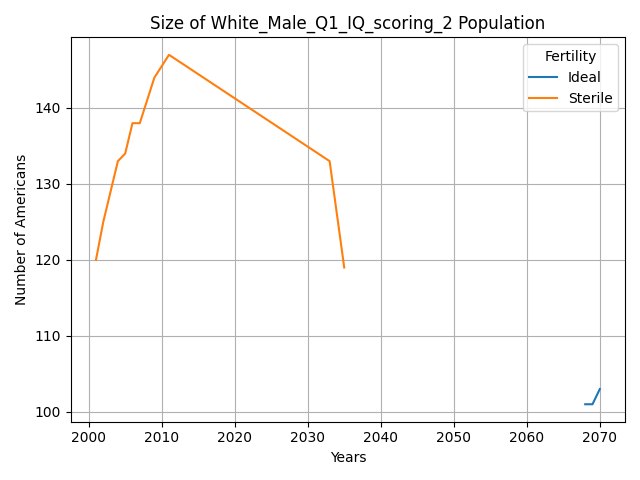 Size of White_Male_Q1_IQ_scoring_2 Population
Fertility
Ideal
Sterile
Number of Americans
140
130
120
110
100
2000 2010 2020 2030 2040 2050 2060 2070
Years